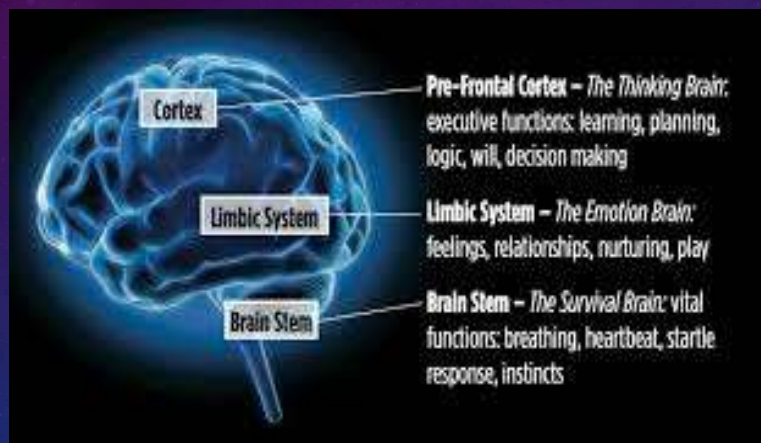 Cortex
Limbic System
Brain Stem
Pre-Frontal Cortex – The Thinking Brain:
executive functions: learning, planning,
logic, will, decision making
Limbic System – The Emotion Brain:
feelings, relationships, nurturing, play
Brain Stem – The Survival Brain: vital
functions: breathing, heartbeat, startle
response, instincts